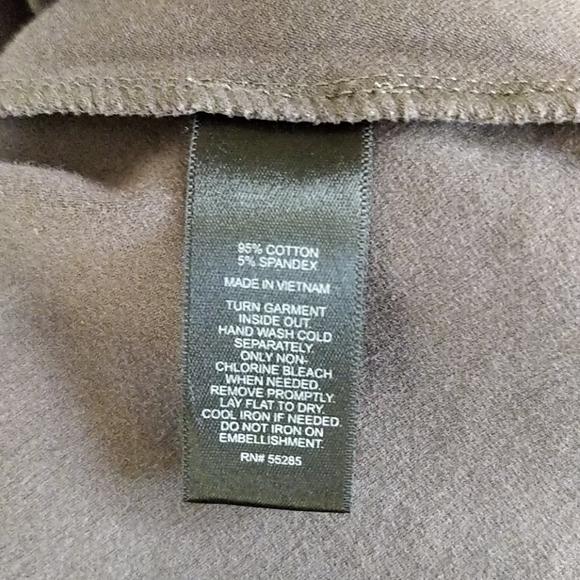 95% COTTON
5% SPANDEX
MADE IN VIETNAM
TURN GARMENT
INSIDE OUT.
HAND WASH COLD
SEPARATELY.
ONLY NON-
CHLORINE BLEACH
WHEN NEEDED.
REMOVE PROMPTLY.
LAY FLAT TO DRY.
COOL IRON IF NEEDED.
DO NOT IRON ON
EMBELLISHMENT.
RN# 55285